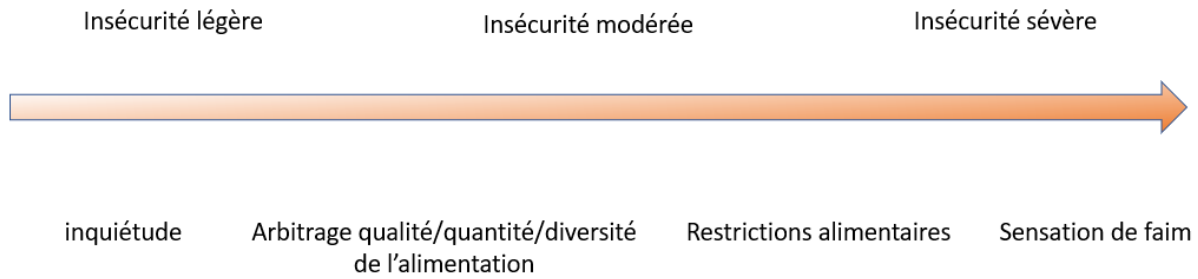 Insécurité légère
Insécurité modérée
Insécurité sévère
inquiétude
Arbitrage qualité/quantité/diversité
de l'alimentation
Restrictions alimentaires
Sensation de faim